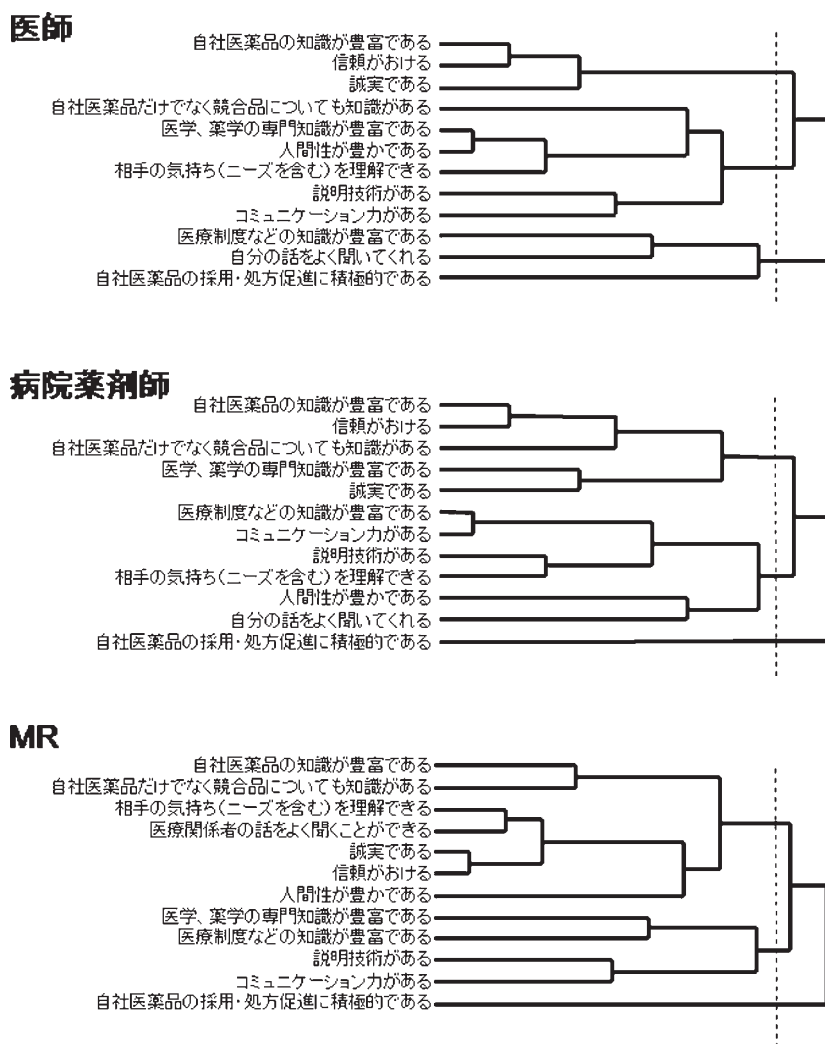 医師
自社医薬品の知識が豊富である
信頼がおける
誠実である
自社医薬品だけでなく競合品についても知識がある
医学、薬学の専門知識が豊富である
人間性が豊かである
相手の気持ち(ニーズを含む)を理解できる
説明技術がある
コミュニケーション力がある
医療制度などの知識が豊富である
自分の話をよく聞いてくれる
自社医薬品の採用・処方促進に積極的である
病院薬剤師
自社医薬品の知識が豊富である
信頼がおける
自社医薬品だけでなく競合品についても知識がある
医学、薬学の専門知識が豊富である
誠実である
医療制度などの知識が豊富である
コミュニケーション力がある
説明技術がある
相手の気持ち(ニーズを含む)を理解できる
人間性が豊かである
自分の話をよく聞いてくれる
自社医薬品の採用・処方促進に積極的である
MR
自社医薬品の知識が豊富である
自社医薬品だけでなく競合品についても知識がある
相手の気持ち(ニーズを含む)を理解できる
医療関係者の話をよく聞くことができる
誠実である
信頼がおける
人間性が豊かである
医学、薬学の専門知識が豊富である
医療制度などの知識が豊富である
説明技術がある
コミュニケーション力がある
自社医薬品の採用・処方促進に積極的である